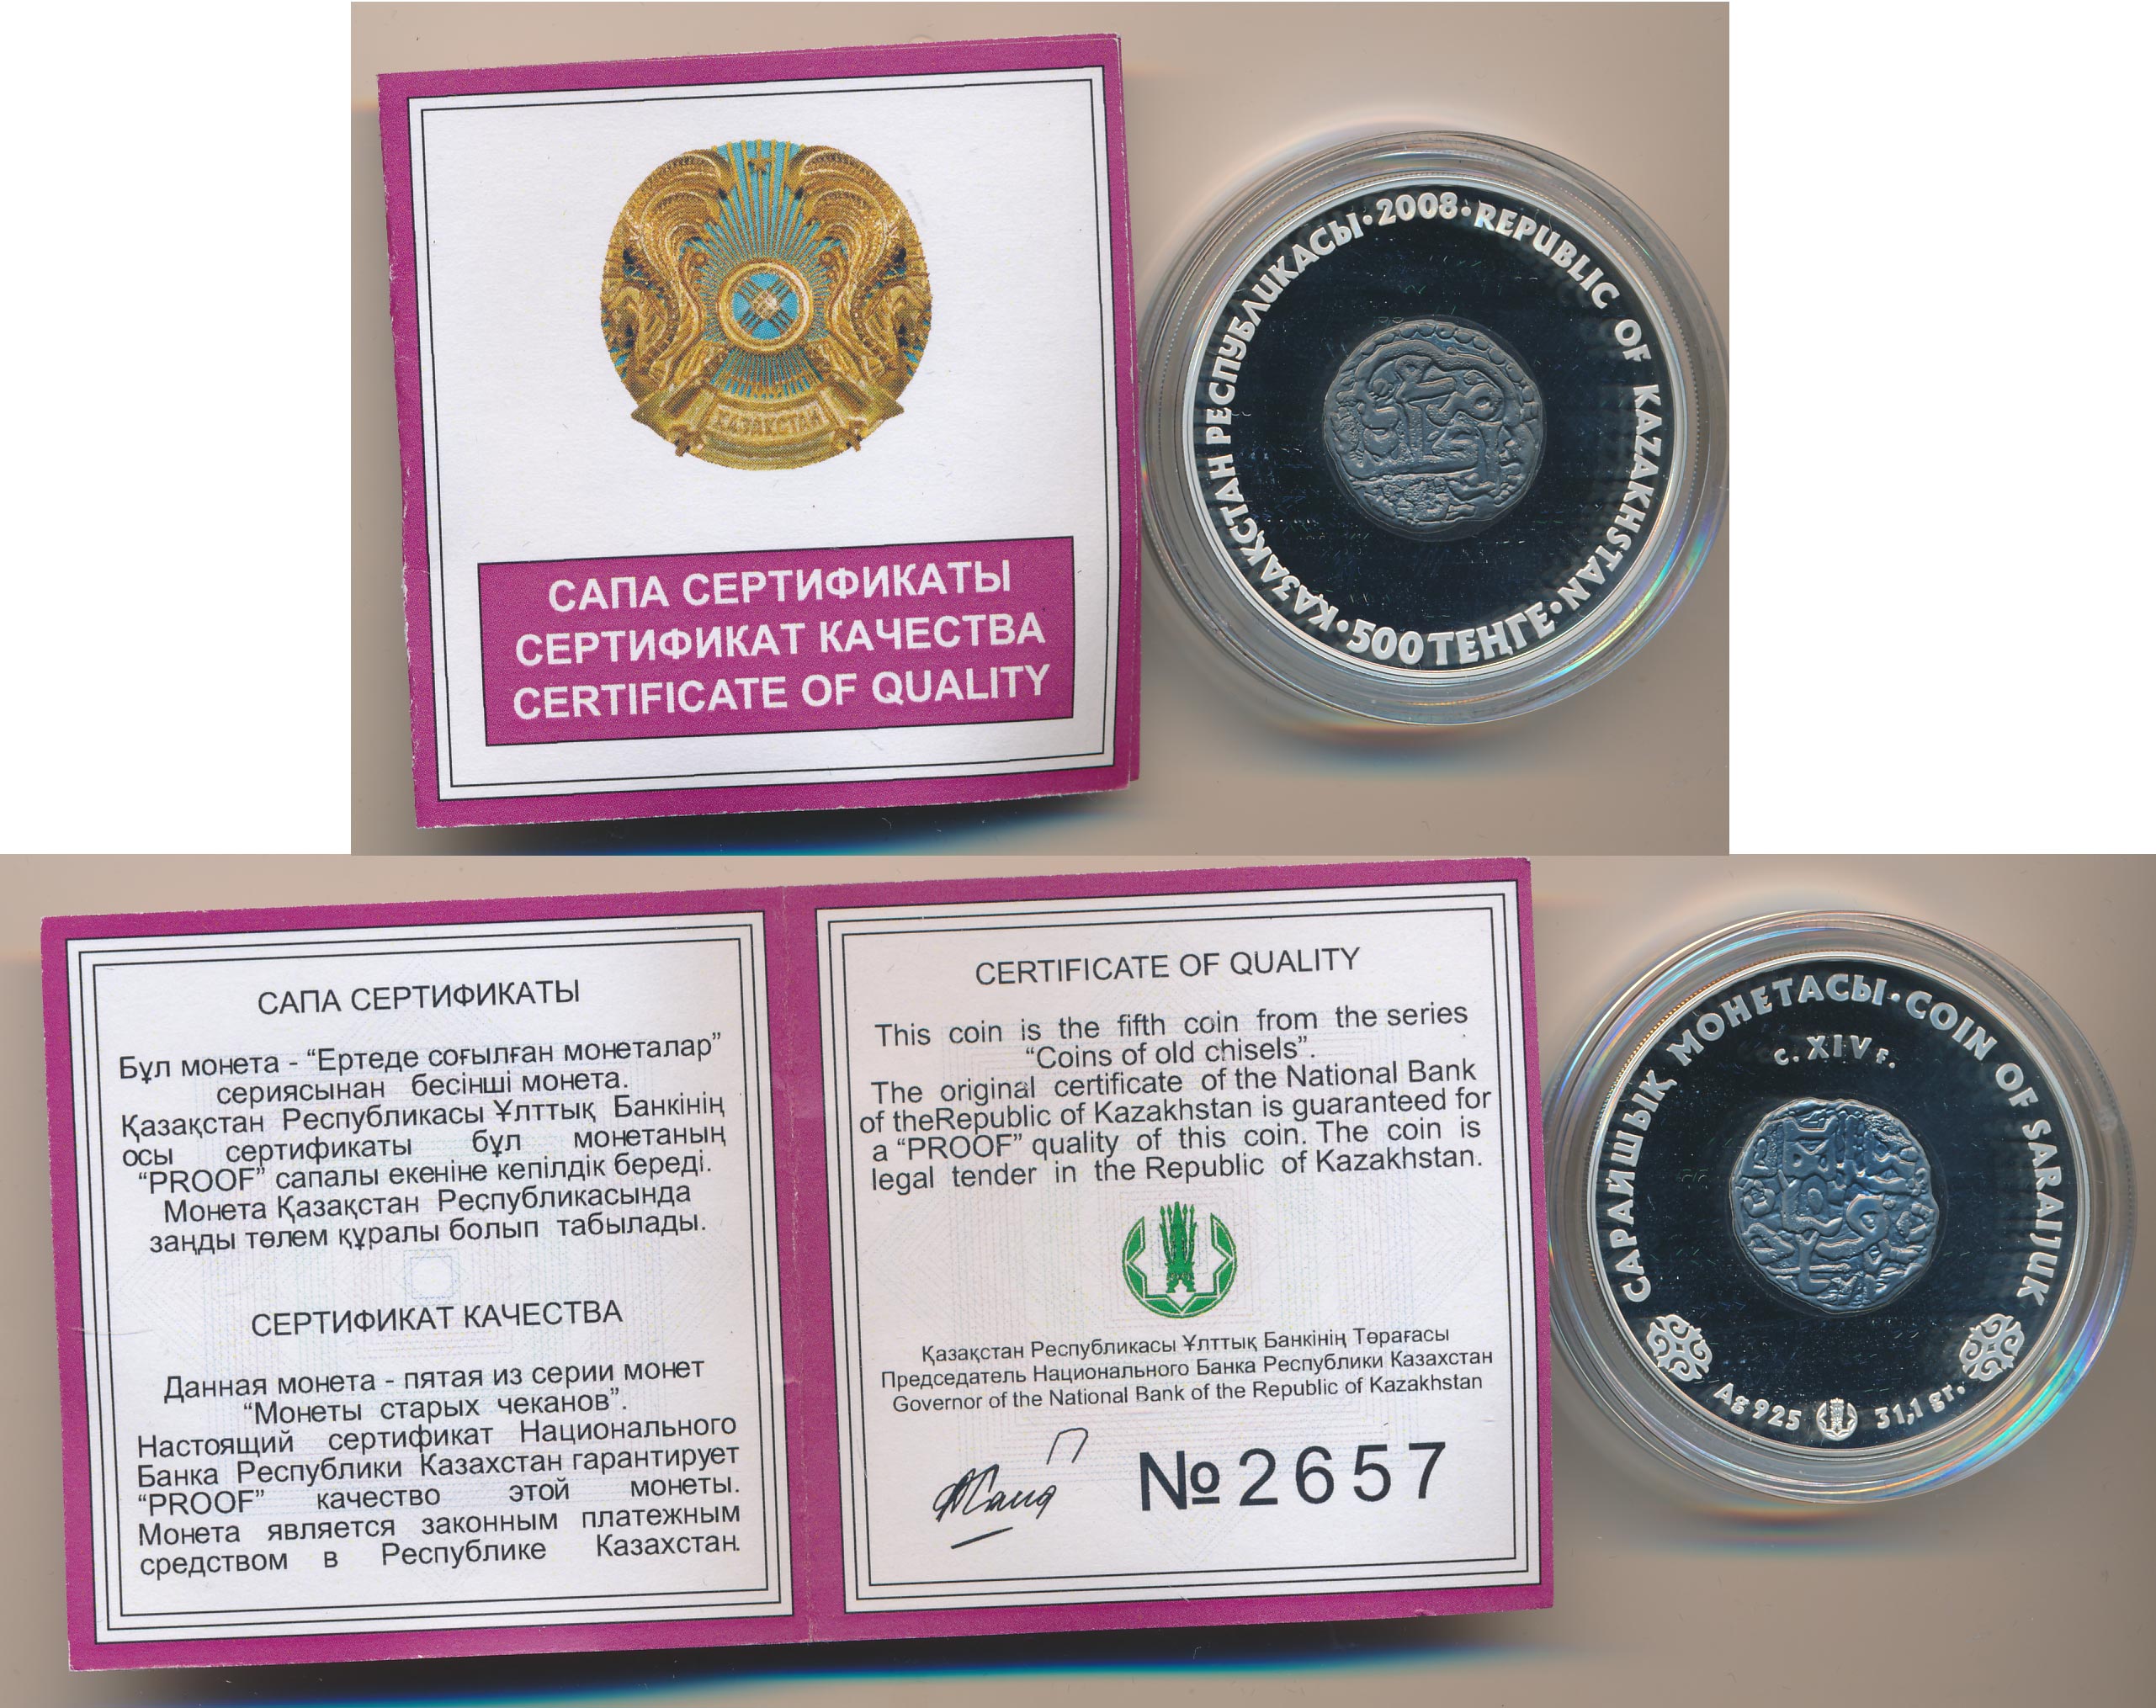 ҚАЗАҚСТАН
САПА СЕРТИФИКАТЫ
СЕРТИФИКАТ КАЧЕСТВА
CERTIFICATE OF QUALITY
ҚАЗАҚСТАН РЕСПУБЛИКАСЫ·2008·REPUBLIC OF KAZAKHSTAN·500 ТЕҢГЕ·
САПА СЕРТИФИКАТЫ
Бұл монета - “Ертеде соғылған монеталар”
сериясынан бесінші монета.
Қазақстан Республикасы Ұлттық Банкінің
осы сертификаты бұл монетаның
“PROOF” сапалы екеніне кепілдік береді.
Монета Қазақстан Республикасында
заңды төлем құралы болып табылады.
СЕРТИФИКАТ КАЧЕСТВА
Данная монета - пятая из серии монет
“Монеты старых чеканов”.
Настоящий сертификат Национального
Банка Республики Казахстан гарантирует
“PROOF” качество этой монеты.
Монета является законным платежным
средством в Республике Казахстан.
CERTIFICATE OF QUALITY
This coin is the fifth coin from the series
“Coins of old chisels”.
The original certificate of the National Bank
of theRepublic of Kazakhstan is guaranteed for
a “PROOF” quality of this coin. The coin is
legal tender in the Republic of Kazakhstan.
Қазақстан Республикасы Ұлттық Банкінің Төрағасы
Председатель Национального Банка Республики Казахстан
Governor of the National Bank of the Republic of Kazakhstan
№2657
САРАЙШЫҚ МОНЕТАСЫ·COIN OF SARAIJUK
c. XIV ғ.
Ag 925 31,1 gr.